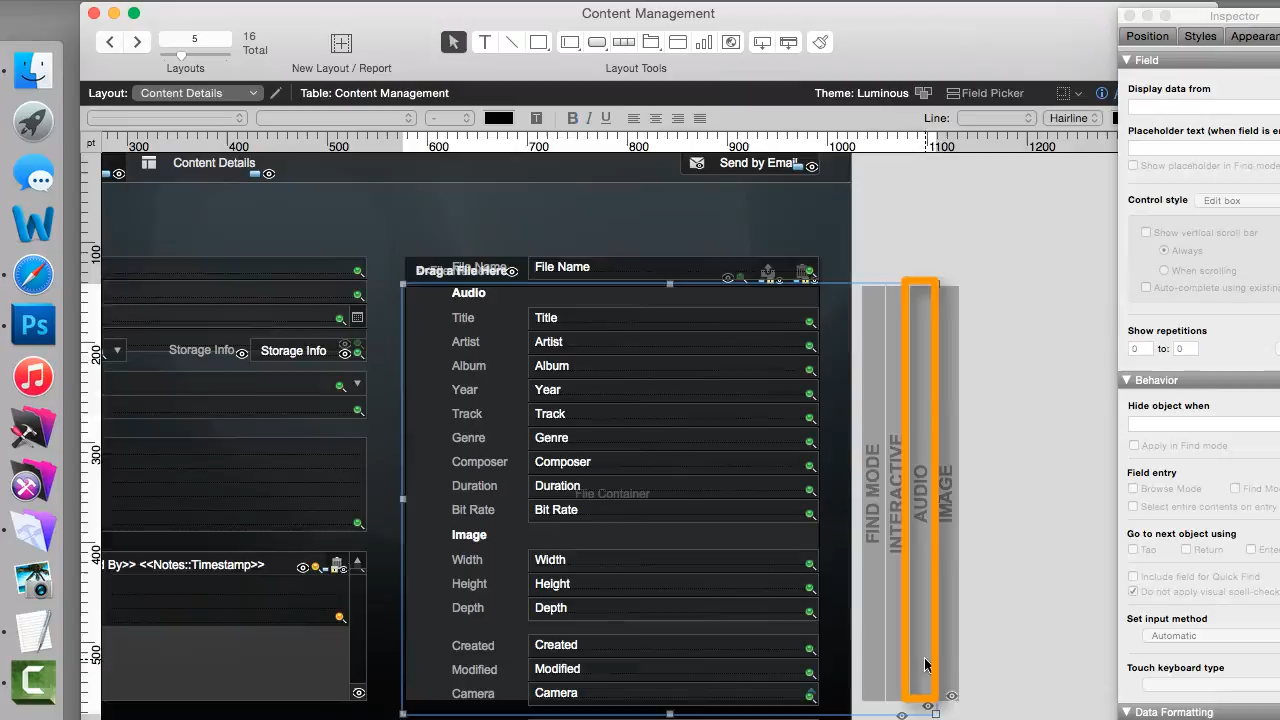 Content Management
Inspector
5
16
Total
Layouts
New Layout / Report
Layout Tools
Position
Styles
Appearan
Layout:
Content Details
Table: Content Management
Theme: Luminous
Field Picker
Line:
Hairline
pt
300
400
500
600
700
800
900
1000
1100
1200
100
200
300
400
500
Content Details
Send by Email
Drag a File Here
File Name
File Name
Audio
Title
Title
Artist
Artist
Album
Album
Year
Year
Track
Track
Genre
Genre
Composer
Composer
Duration
Duration
File Container
Bit Rate
Bit Rate
Image
Width
Width
Height
Height
Depth
Depth
Created
Created
Modified
Modified
Camera
Camera
Storage Info
Storage Info
d By>> <<Notes::Timestamp>>
FIND MODE
INTERACTIVE
AUDIO
IMAGE
Field
Display data from
Placeholder text (when field is e
Show placeholder in Find mode
Control style
Edit box
Show vertical scroll bar
Always
When scrolling
Auto-complete using existing
Show repetitions
0 to: 0
Behavior
Hide object when
Apply in Find mode
Field entry
Browse Mode
Find Mo
Select entire contents on entry
Go to next object using
Tab
Return
Enter
Include field for Quick Find
Do not apply visual spell-check
Set input method
Automatic
Touch keyboard type
Data Formatting